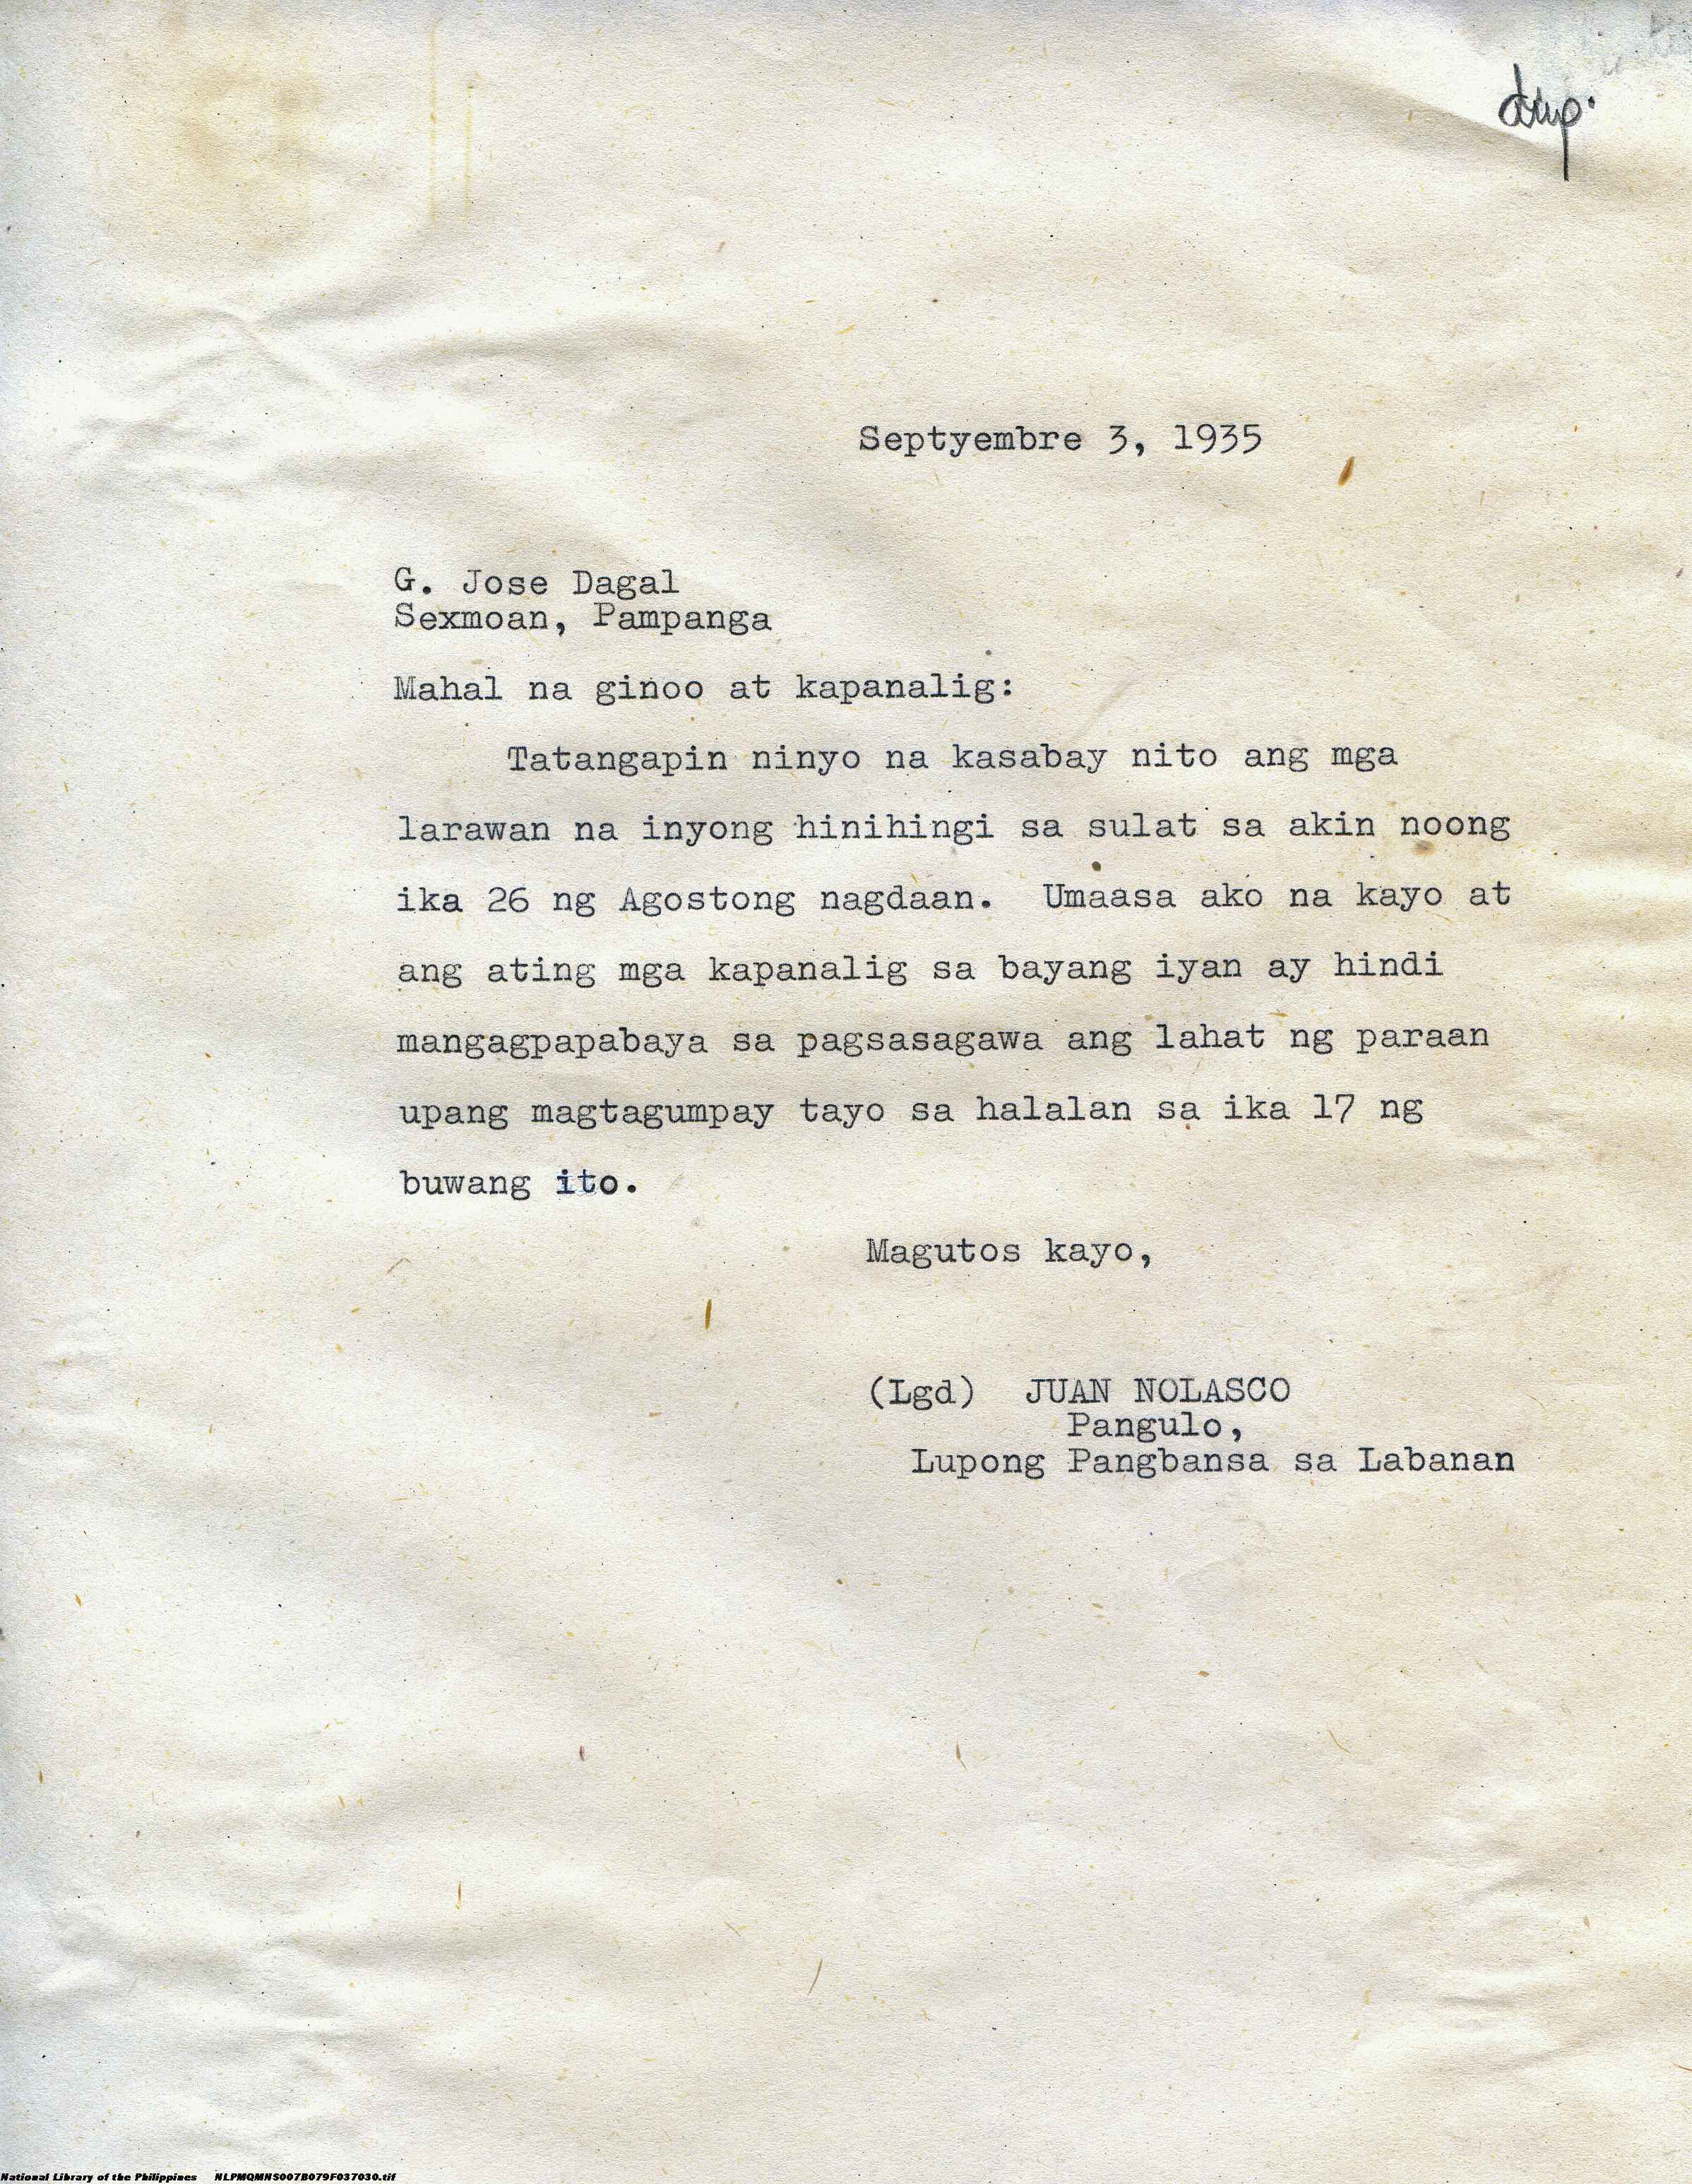 dup.
Septyembre 3, 1935
G. Jose Dagal
Sexmoan, Pampanga
Mahal na ginoo at kapanalig:
Tatangapin ninyo na kasabay nito ang mga
larawan na inyong hinihingi sa sulat sa akin noong
ika 26 ng Agostong nagdaan. Umaasa ako na kayo at
ang ating mga kapanalig sa bayang iyan ay hindi
mangagpapabaya sa pagsasagawa ang lahat ng paraan
upang magtagumpay tayo sa halalan sa ika 17 ng
buwang ito.
Magutos kayo,
(Lgd) JUAN NOLASCO
Pangulo,
Lupong Pangbansa sa Labanan
National Library of the Philippines NLPMQMNS007B079F037030.tif